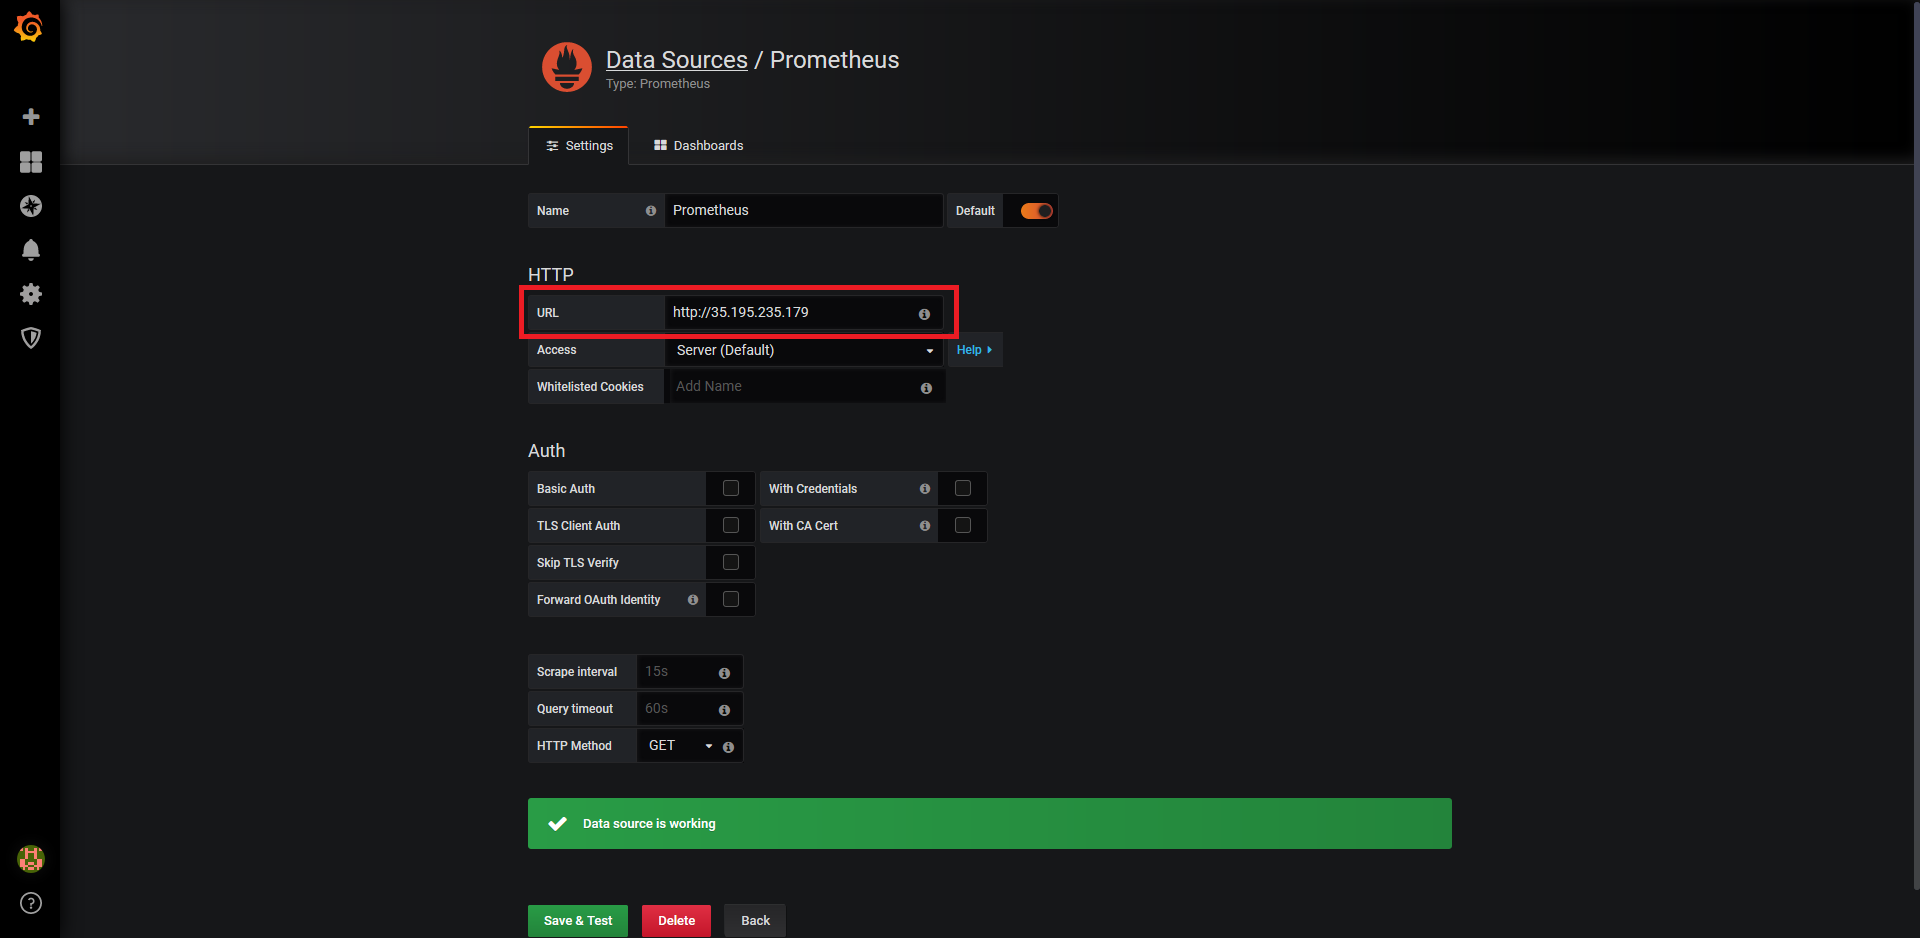 Data Sources / Prometheus
Type: Prometheus
Settings Dashboards
Name Prometheus Default
HTTP
URL http://35.195.235.179
Access Server (Default) Help
Whitelisted Cookies Add Name
Auth
Basic Auth With Credentials
TLS Client Auth With CA Cert
Skip TLS Verify
Forward OAuth Identity
Scrape interval 15s
Query timeout 60s
HTTP Method GET
Data source is working
Save & Test Delete Back